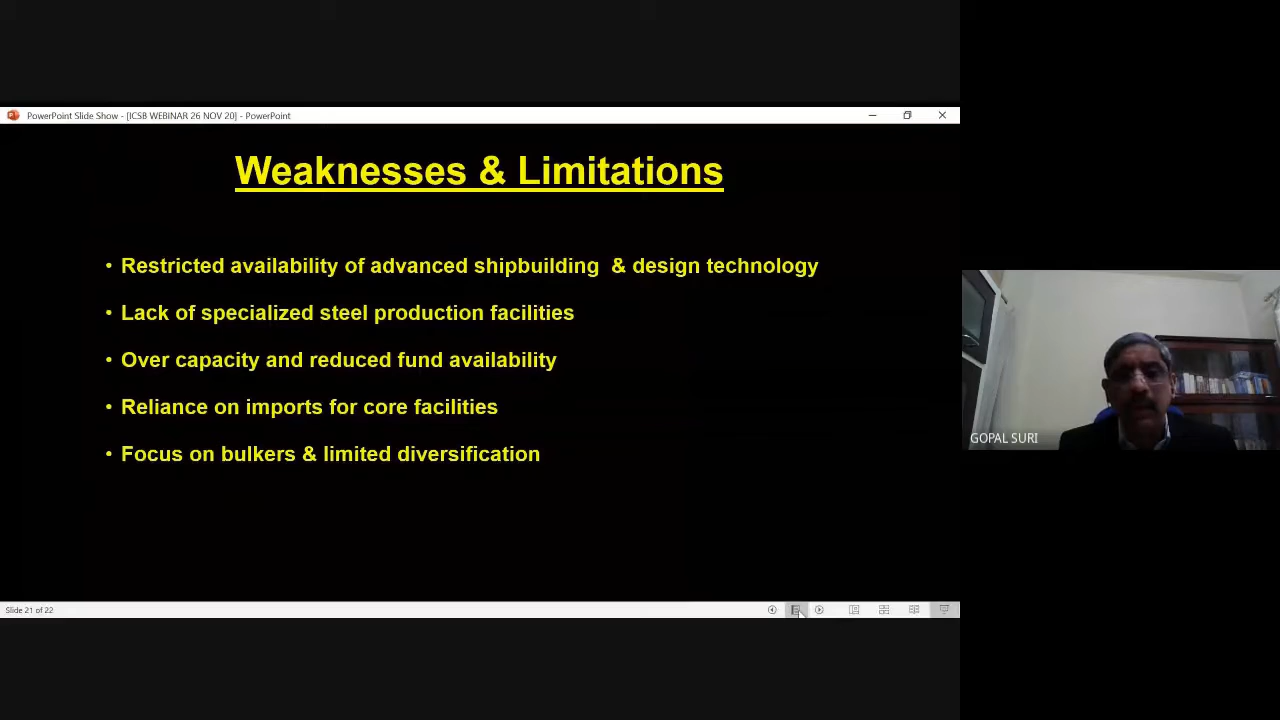 PowerPoint Slide Show - [ICSB WEBINAR 26 NOV 20] - PowerPoint
Weaknesses & Limitations
• Restricted availability of advanced shipbuilding & design technology
• Lack of specialized steel production facilities
• Over capacity and reduced fund availability
• Reliance on imports for core facilities
• Focus on bulkers & limited diversification
GOPAL SURI
Slide 21 of 22